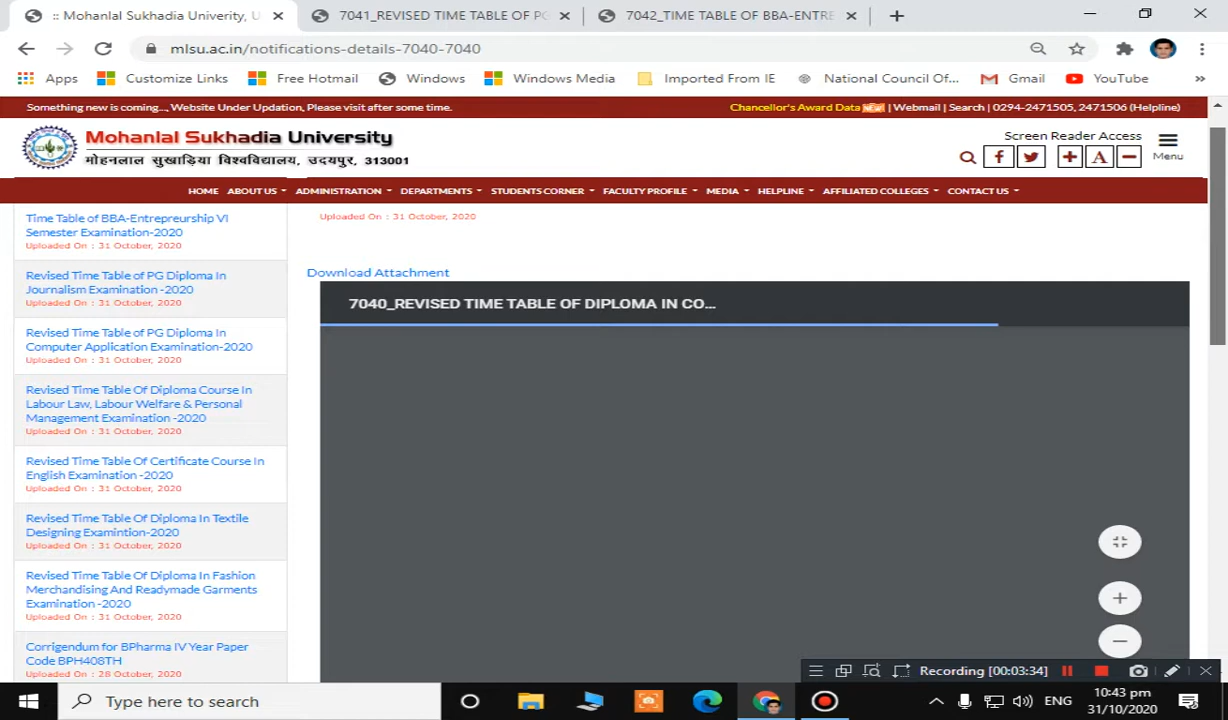 :: Mohanlal Sukhadia Univerity, U
7041_REVISED TIME TABLE OF PG
7042_TIME TABLE OF BBA-ENTRE
mlsu.ac.in/notifications-details-7040-7040
Apps
Customize Links
Free Hotmail
Windows
Windows Media
Imported From IE
National Council Of...
Gmail
YouTube
Something new is coming..., Website Under Updation, Please visit after some time.
Chancellor's Award Data NEW | Webmail | Search | 0294-2471505, 2471506 (Helpline)
Mohanlal Sukhadia University
मोहनलाल सुखाड़िया विश्वविद्यालय, उदयपुर, 313001
Screen Reader Access
A
Menu
HOME ABOUT US ADMINISTRATION DEPARTMENTS STUDENTS CORNER FACULTY PROFILE MEDIA HELPLINE AFFILIATED COLLEGES CONTACT US
Time Table of BBA-Entrepreurship VI
Semester Examination-2020
Uploaded On : 31 October, 2020
Revised Time Table of PG Diploma In
Journalism Examination -2020
Uploaded On : 31 October, 2020
Revised Time Table of PG Diploma In
Computer Application Examination-2020
Uploaded On : 31 October, 2020
Revised Time Table Of Diploma Course In
Labour Law, Labour Welfare & Personal
Management Examination -2020
Uploaded On : 31 October, 2020
Revised Time Table Of Certificate Course In
English Examination -2020
Uploaded On : 31 October, 2020
Revised Time Table Of Diploma In Textile
Designing Examintion-2020
Uploaded On : 31 October, 2020
Revised Time Table Of Diploma In Fashion
Merchandising And Readymade Garments
Examination -2020
Uploaded On : 31 October, 2020
Corrigendum for BPharma IV Year Paper
Code BPH408TH
Uploaded On : 28 October, 2020
Uploaded On : 31 October, 2020
Download Attachment
7040_REVISED TIME TABLE OF DIPLOMA IN CO...
Recording [00:03:34]
Type here to search
ENG
10:43 pm
31/10/2020